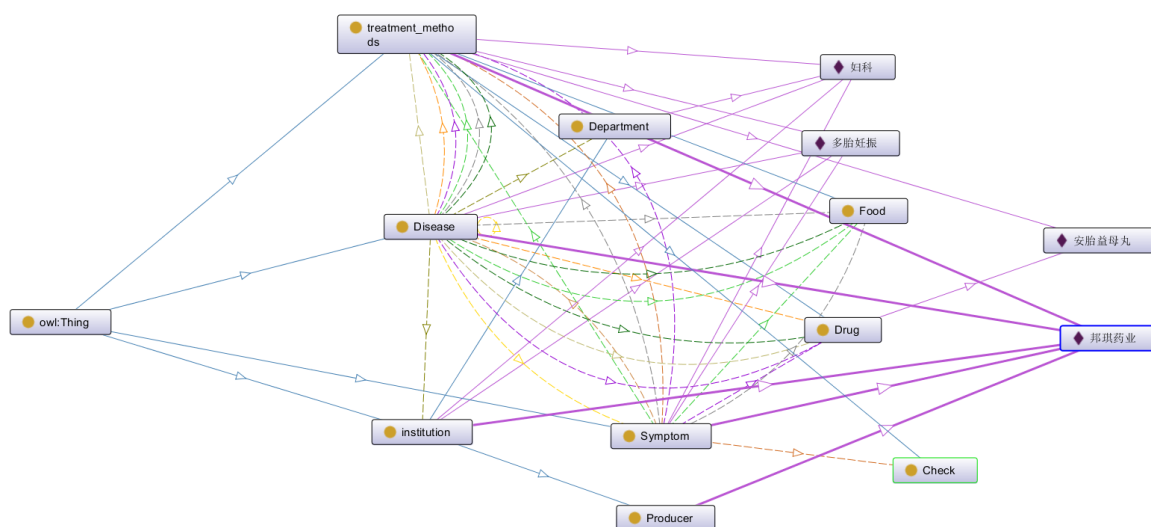 treatment_metho
ds
妇科
Department
多胎妊振
Food
Disease
安胎益母丸
owl:Thing
Drug
邦琪药业
institution
Symptom
Check
Producer